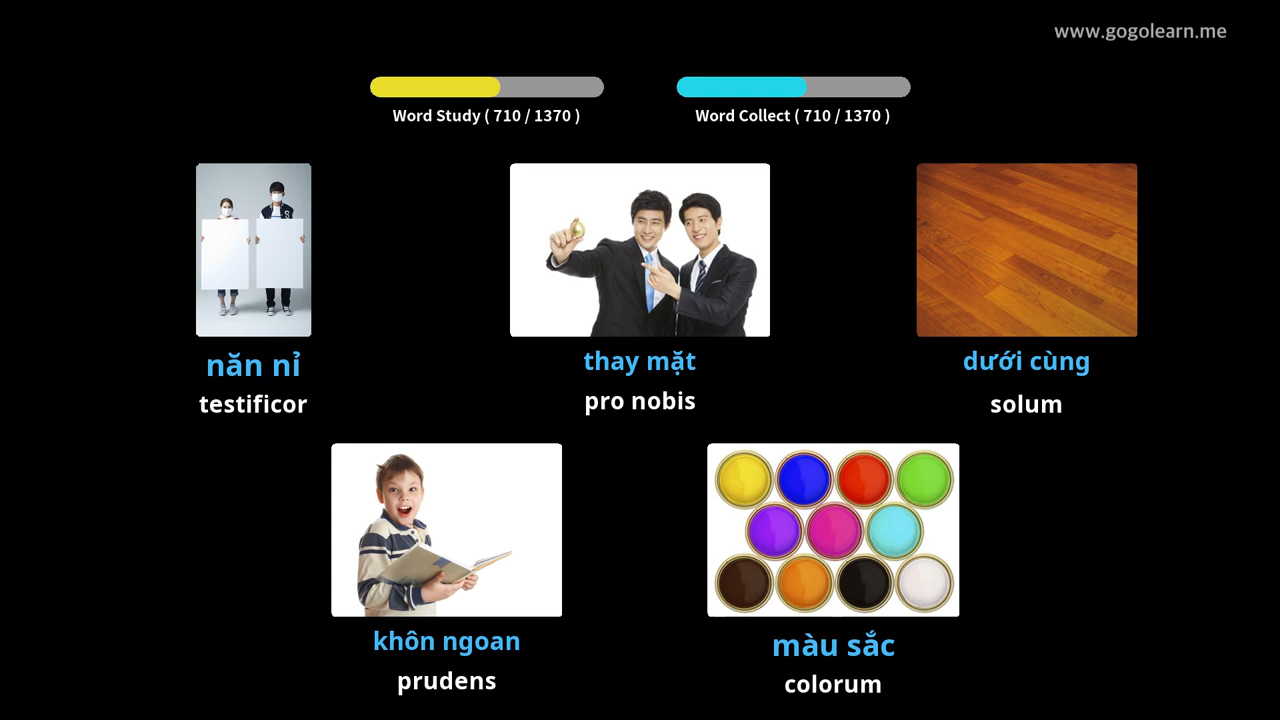 www.gogolearn.me
Word Study ( 710 / 1370 )
Word Collect ( 710 / 1370 )
năn nỉ
testificor
thay mặt
pro nobis
dưới cùng
solum
khôn ngoan
prudens
màu sắc
colorum